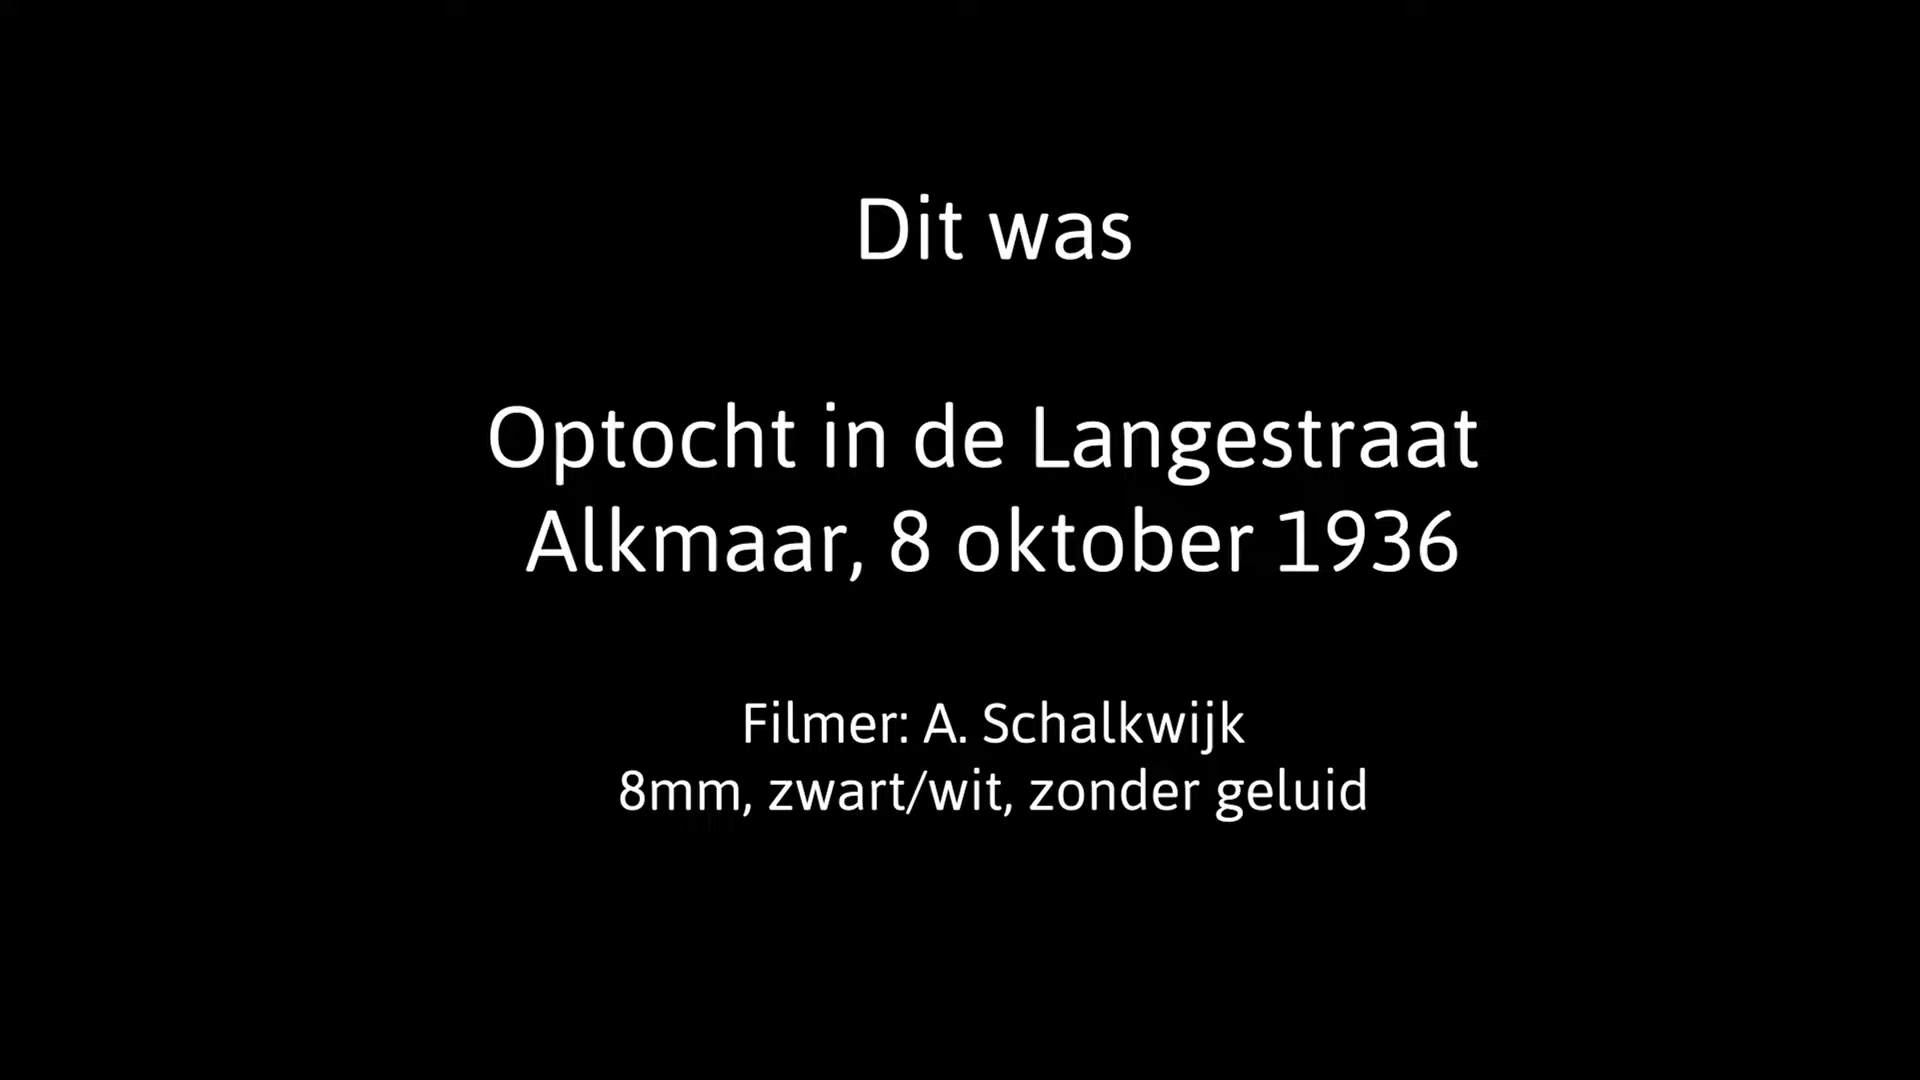 Dit was
Optocht in de Langestraat
Alkmaar, 8 oktober 1936
Filmer: A. Schalkwijk
8mm, zwart/wit, zonder geluid